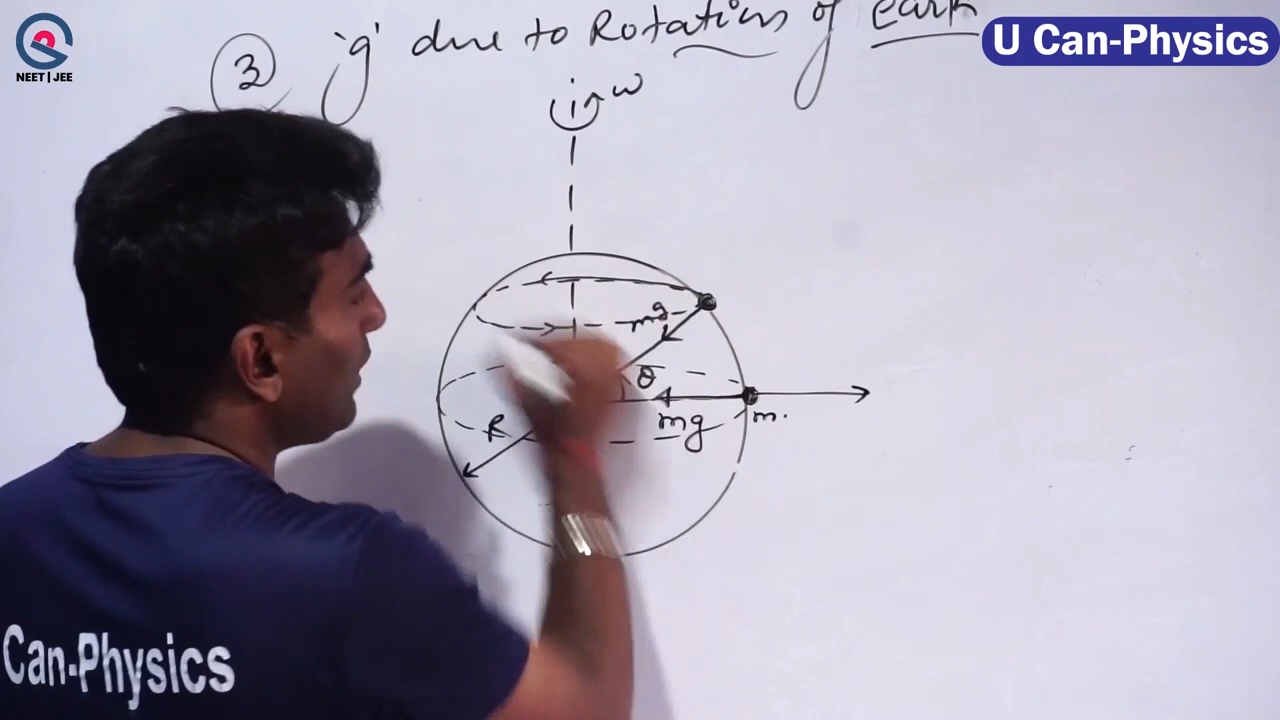 NEET | JEE
U Can-Physics
③ 'g' due to Rotation of earth
ω
mg
θ
R
mg
m.
Can-Physics